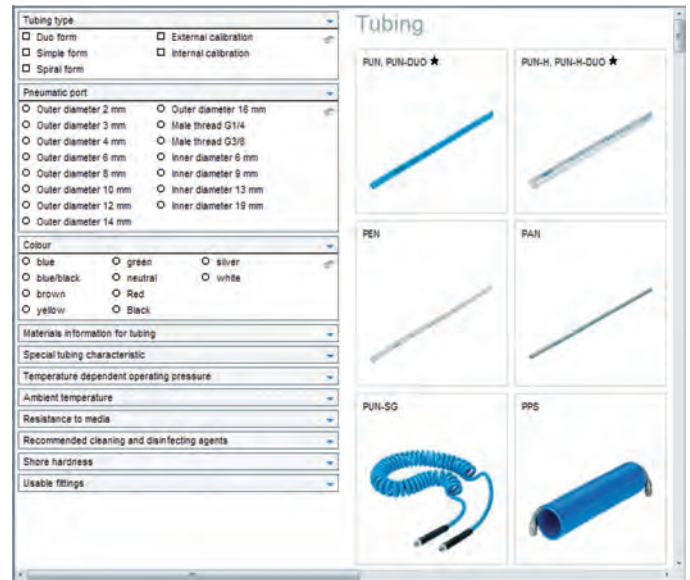 Tubing type
Duo form
External calibration
Simple form
Internal calibration
Spiral form
Pneumatic port
Outer diameter 2 mm
Outer diameter 16 mm
Outer diameter 3 mm
Male thread G1/4
Outer diameter 4 mm
Male thread G3/8
Outer diameter 6 mm
Inner diameter 6 mm
Outer diameter 8 mm
Inner diameter 9 mm
Outer diameter 10 mm
Inner diameter 13 mm
Outer diameter 12 mm
Inner diameter 19 mm
Outer diameter 14 mm
Colour
blue
green
silver
blue/black
neutral
white
brown
Red
yellow
Black
Materials information for tubing
Special tubing characteristic
Temperature dependent operating pressure
Ambient temperature
Resistance to media
Recommended cleaning and disinfecting agents
Shore hardness
Usable fittings
Tubing
PUN, PUN-DUO ★
PUN-H, PUN-H-DUO ★
PEN
PAN
PUN-SG
PPS